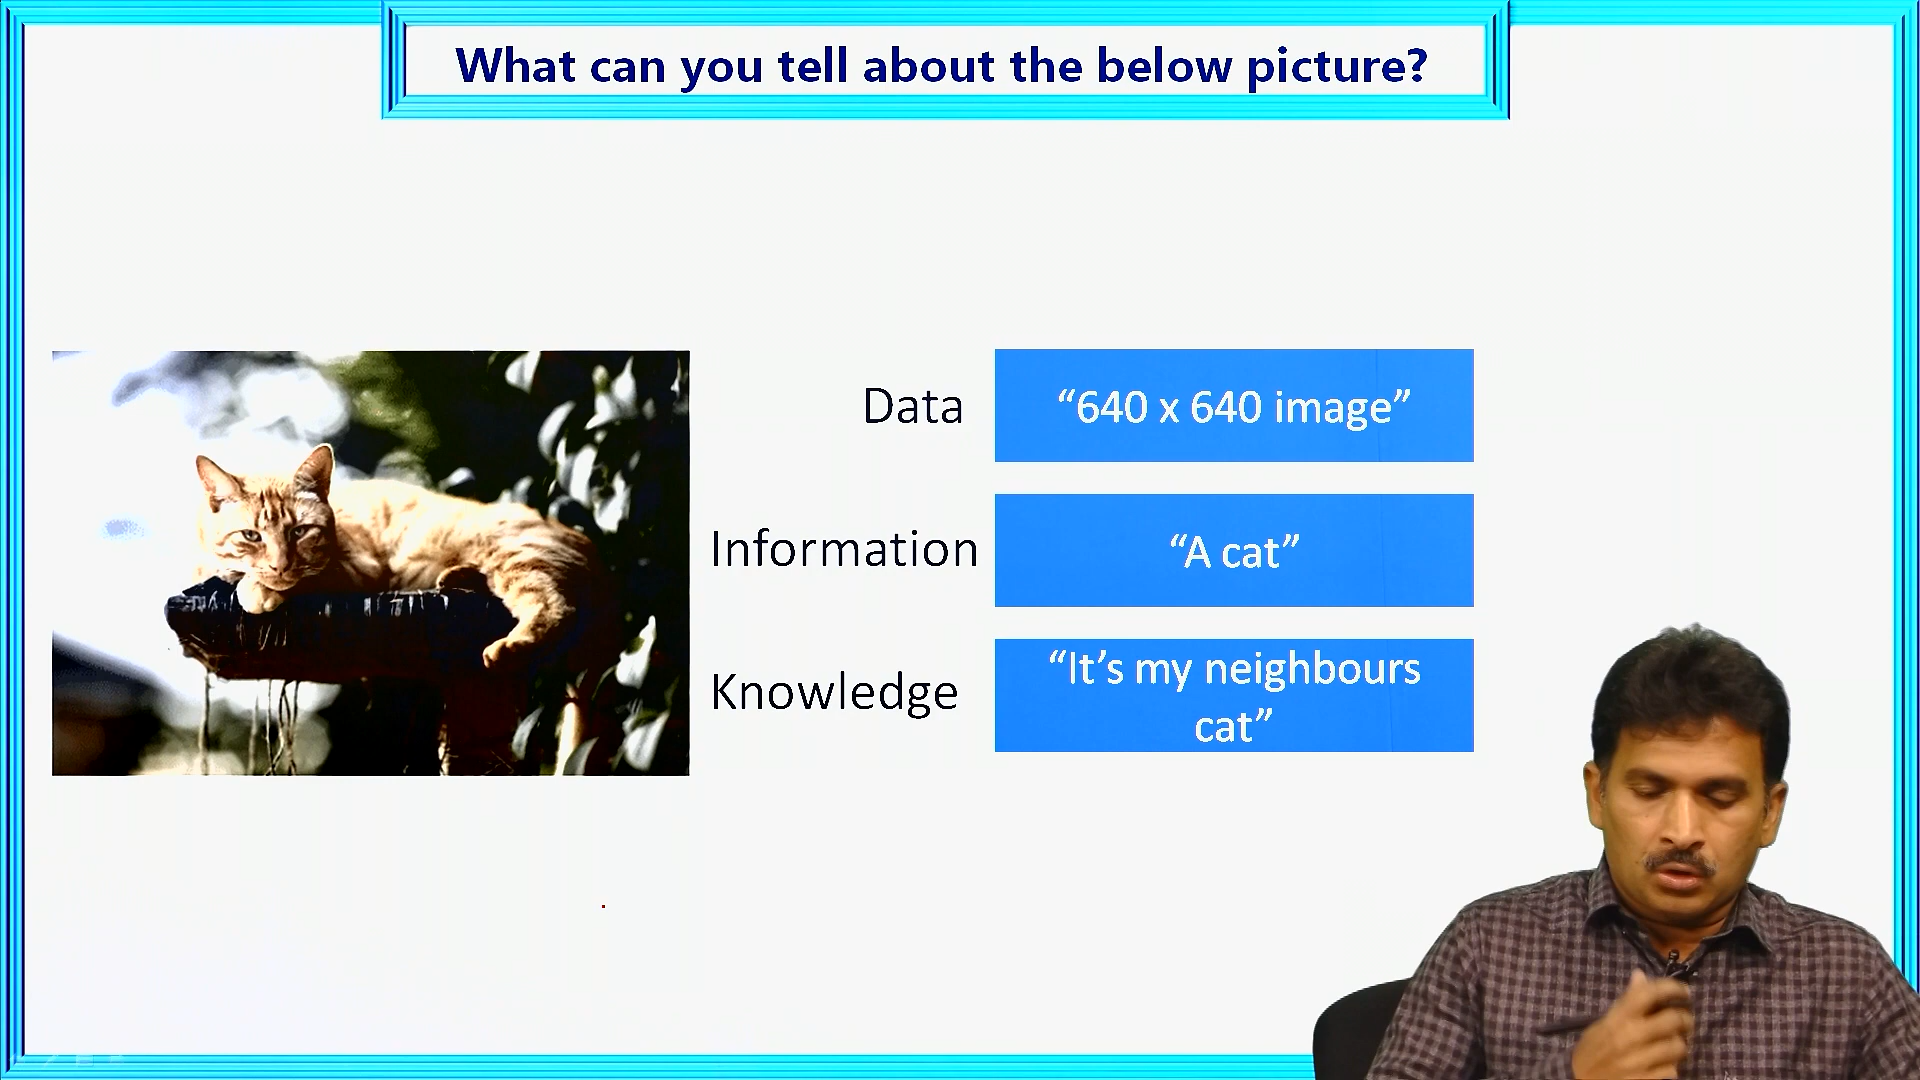 What can you tell about the below picture?
Data
“640 x 640 image”
Information
“A cat”
Knowledge
“It’s my neighbours
cat”